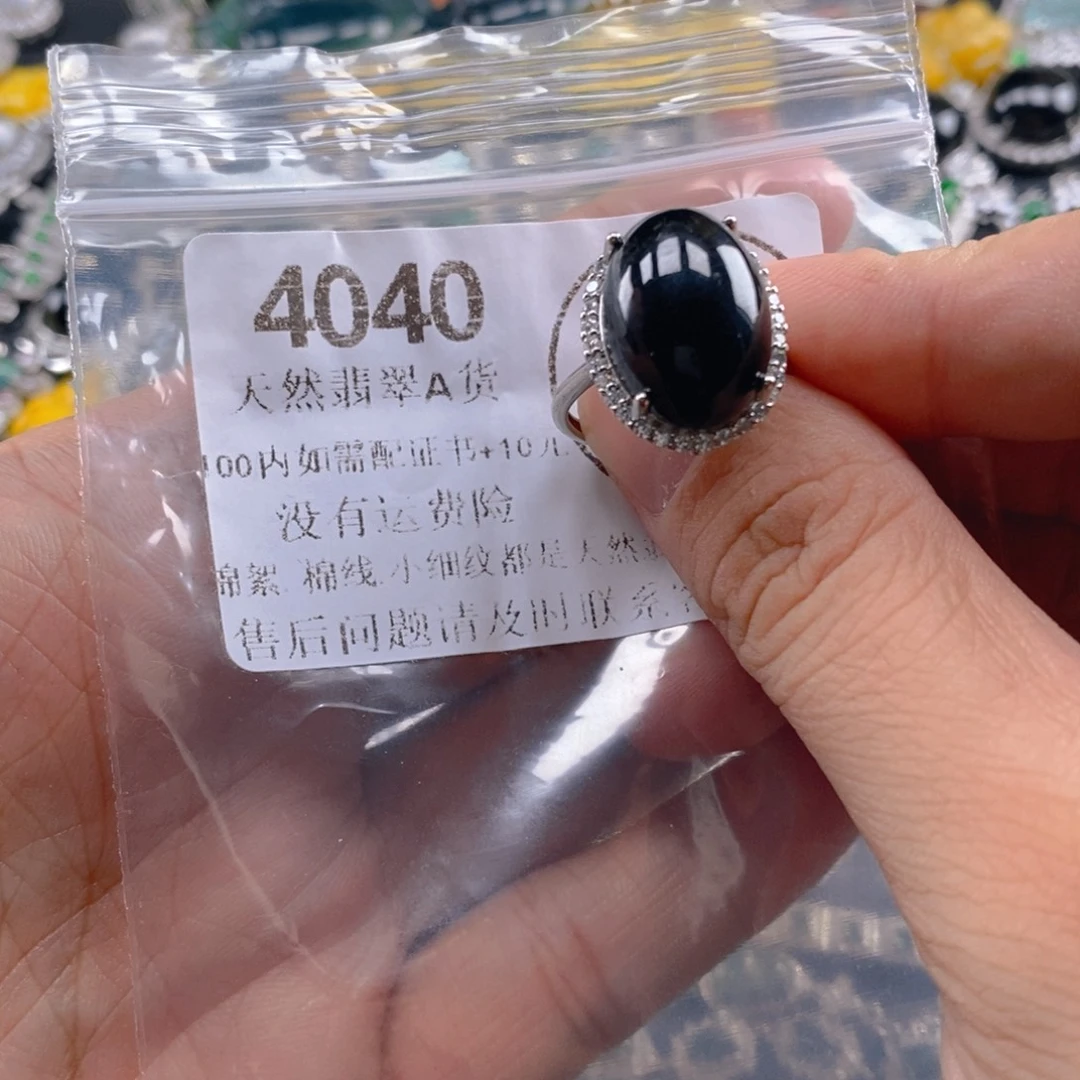 4040
天然翡翠A货
00内如需配证书+10元
没有运费险
棉絮 棉线 小细纹都是天然
售后问题请及时联系